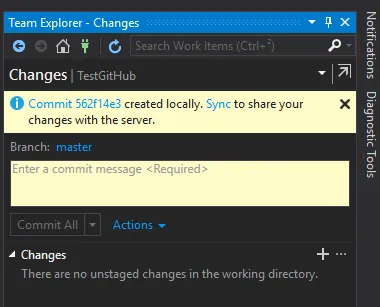 Team Explorer - Changes
Search Work Items (Ctrl+')
Changes | TestGitHub
Commit 562f14e3 created locally. Sync to share your
changes with the server.
Branch: master
Enter a commit message <Required>
Commit All
Actions
Changes
There are no unstaged changes in the working directory.
Notifications
Diagnostic Tools